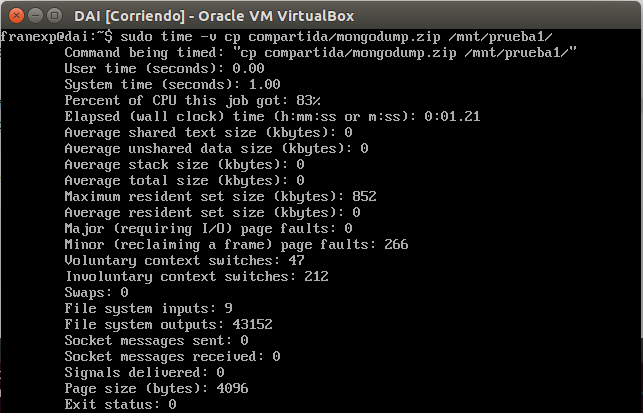 DAI [Corriendo] - Oracle VM VirtualBox
franexp@dai:~$ sudo time -v cp compartida/mongodump.zip /mnt/prueba1/
Command being timed: "cp compartida/mongodump.zip /mnt/prueba1/"
User time (seconds): 0.00
System time (seconds): 1.00
Percent of CPU this job got: 83%
Elapsed (wall clock) time (h:mm:ss or m:ss): 0:01.21
Average shared text size (kbytes): 0
Average unshared data size (kbytes): 0
Average stack size (kbytes): 0
Average total size (kbytes): 0
Maximum resident set size (kbytes): 852
Average resident set size (kbytes): 0
Major (requiring I/O) page faults: 0
Minor (reclaiming a frame) page faults: 266
Voluntary context switches: 47
Involuntary context switches: 212
Swaps: 0
File system inputs: 9
File system outputs: 43152
Socket messages sent: 0
Socket messages received: 0
Signals delivered: 0
Page size (bytes): 4096
Exit status: 0